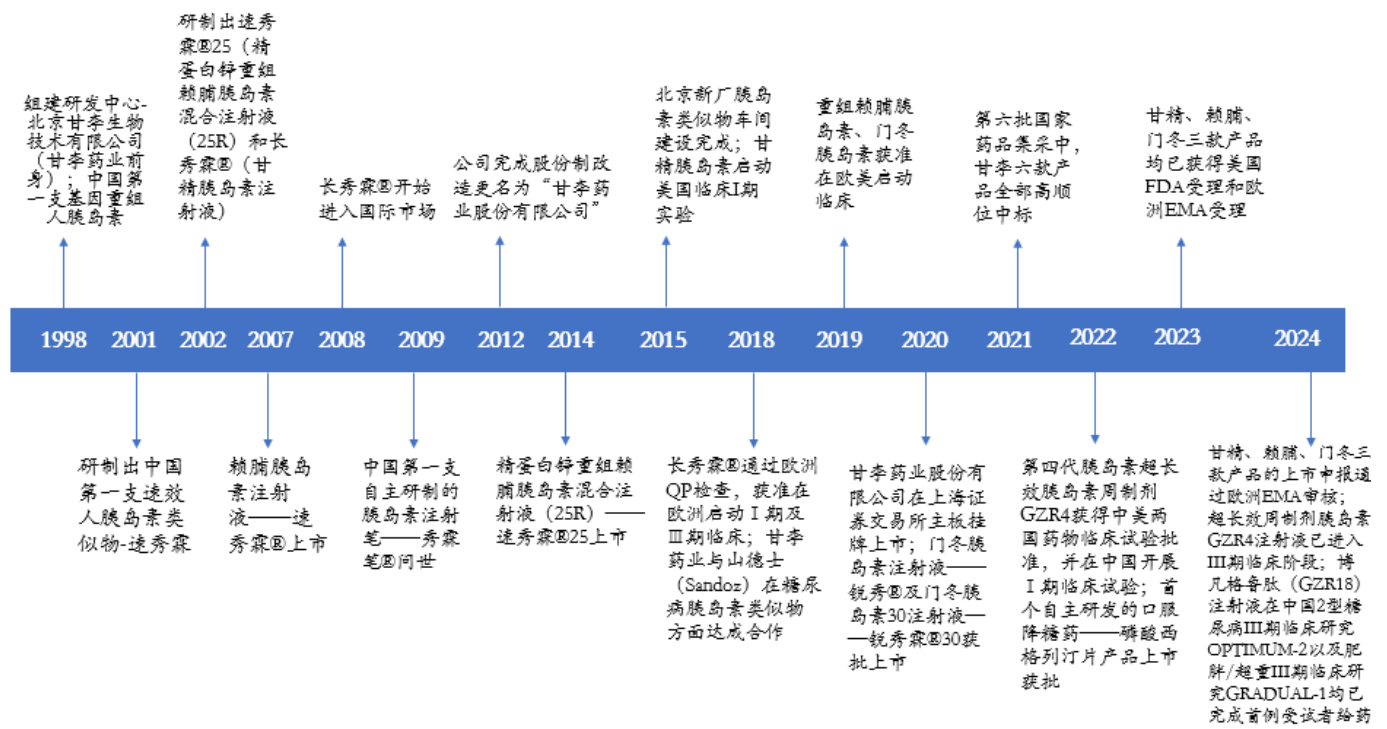 组建研发中心-
北京甘李生物
技术有限公司
（甘李药业前
身）；中国第
一支基因重组
人胰岛素
研制出速秀
霖®25（精
蛋白锌重组
赖脯胰岛素
混合注射液
（25R）和长
秀霖®（甘
精胰岛素注
射液）
长秀霖®开始
进入国际市场
公司完成股份制改
造更名为“甘李药
业股份有限公司”
北京新厂胰岛
素类似物车间
建设完成；甘
精胰岛素启动
美国临床I期
实验
重组赖脯胰
岛素、门冬
胰岛素获准
在欧美启动
临床
第六批国家
药品集采中，
甘李六款产
品全部高顺
位中标
甘精、赖脯、
门冬三款产品
均已获得美国
FDA受理和欧
洲EMA受理
1998 2001 2002 2007 2008 2009 2012 2014 2015 2018 2019 2020 2021 2022 2023 2024
研制出中国
第一支速效
人胰岛素类
似物-速秀霖
赖脯胰岛
素注射
液——速
秀霖®上市
中国第一支
自主研制的
胰岛素注射
笔——秀霖
笔®问世
精蛋白锌重组赖
脯胰岛素混合注
射液（25R）——
速秀霖®25上市
长秀霖®通过欧洲
QP检查，获准在
欧洲启动Ⅰ期及
Ⅲ期临床；甘李
药业与山德士
（Sandoz）在糖尿
病胰岛素类似物
方面达成合作
甘李药业股份有
限公司在上海证
券交易所主板挂
牌上市；门冬胰
岛素注射液——
锐秀®及门冬胰
岛素30注射液—
—锐秀霖®30获
批上市
第四代胰岛素超长
效胰岛素周制剂
GZR4获得中美两
国药物临床试验批
准，并在中国开展
Ⅰ期临床试验；首
个自主研发的口服
降糖药——磷酸西
格列汀片产品上市
获批
甘精、赖脯、门冬三
款产品的上市申报通
过欧洲EMA审核；
超长效周制剂胰岛素
GZR4注射液已进入
III期临床阶段；博
凡格鲁肽（GZR18）
注射液在中国2型糖
尿病III期临床研究
OPTIMUM-2以及肥
胖/超重III期临床研
究GRADUAL-1均已
完成首例受试者给药